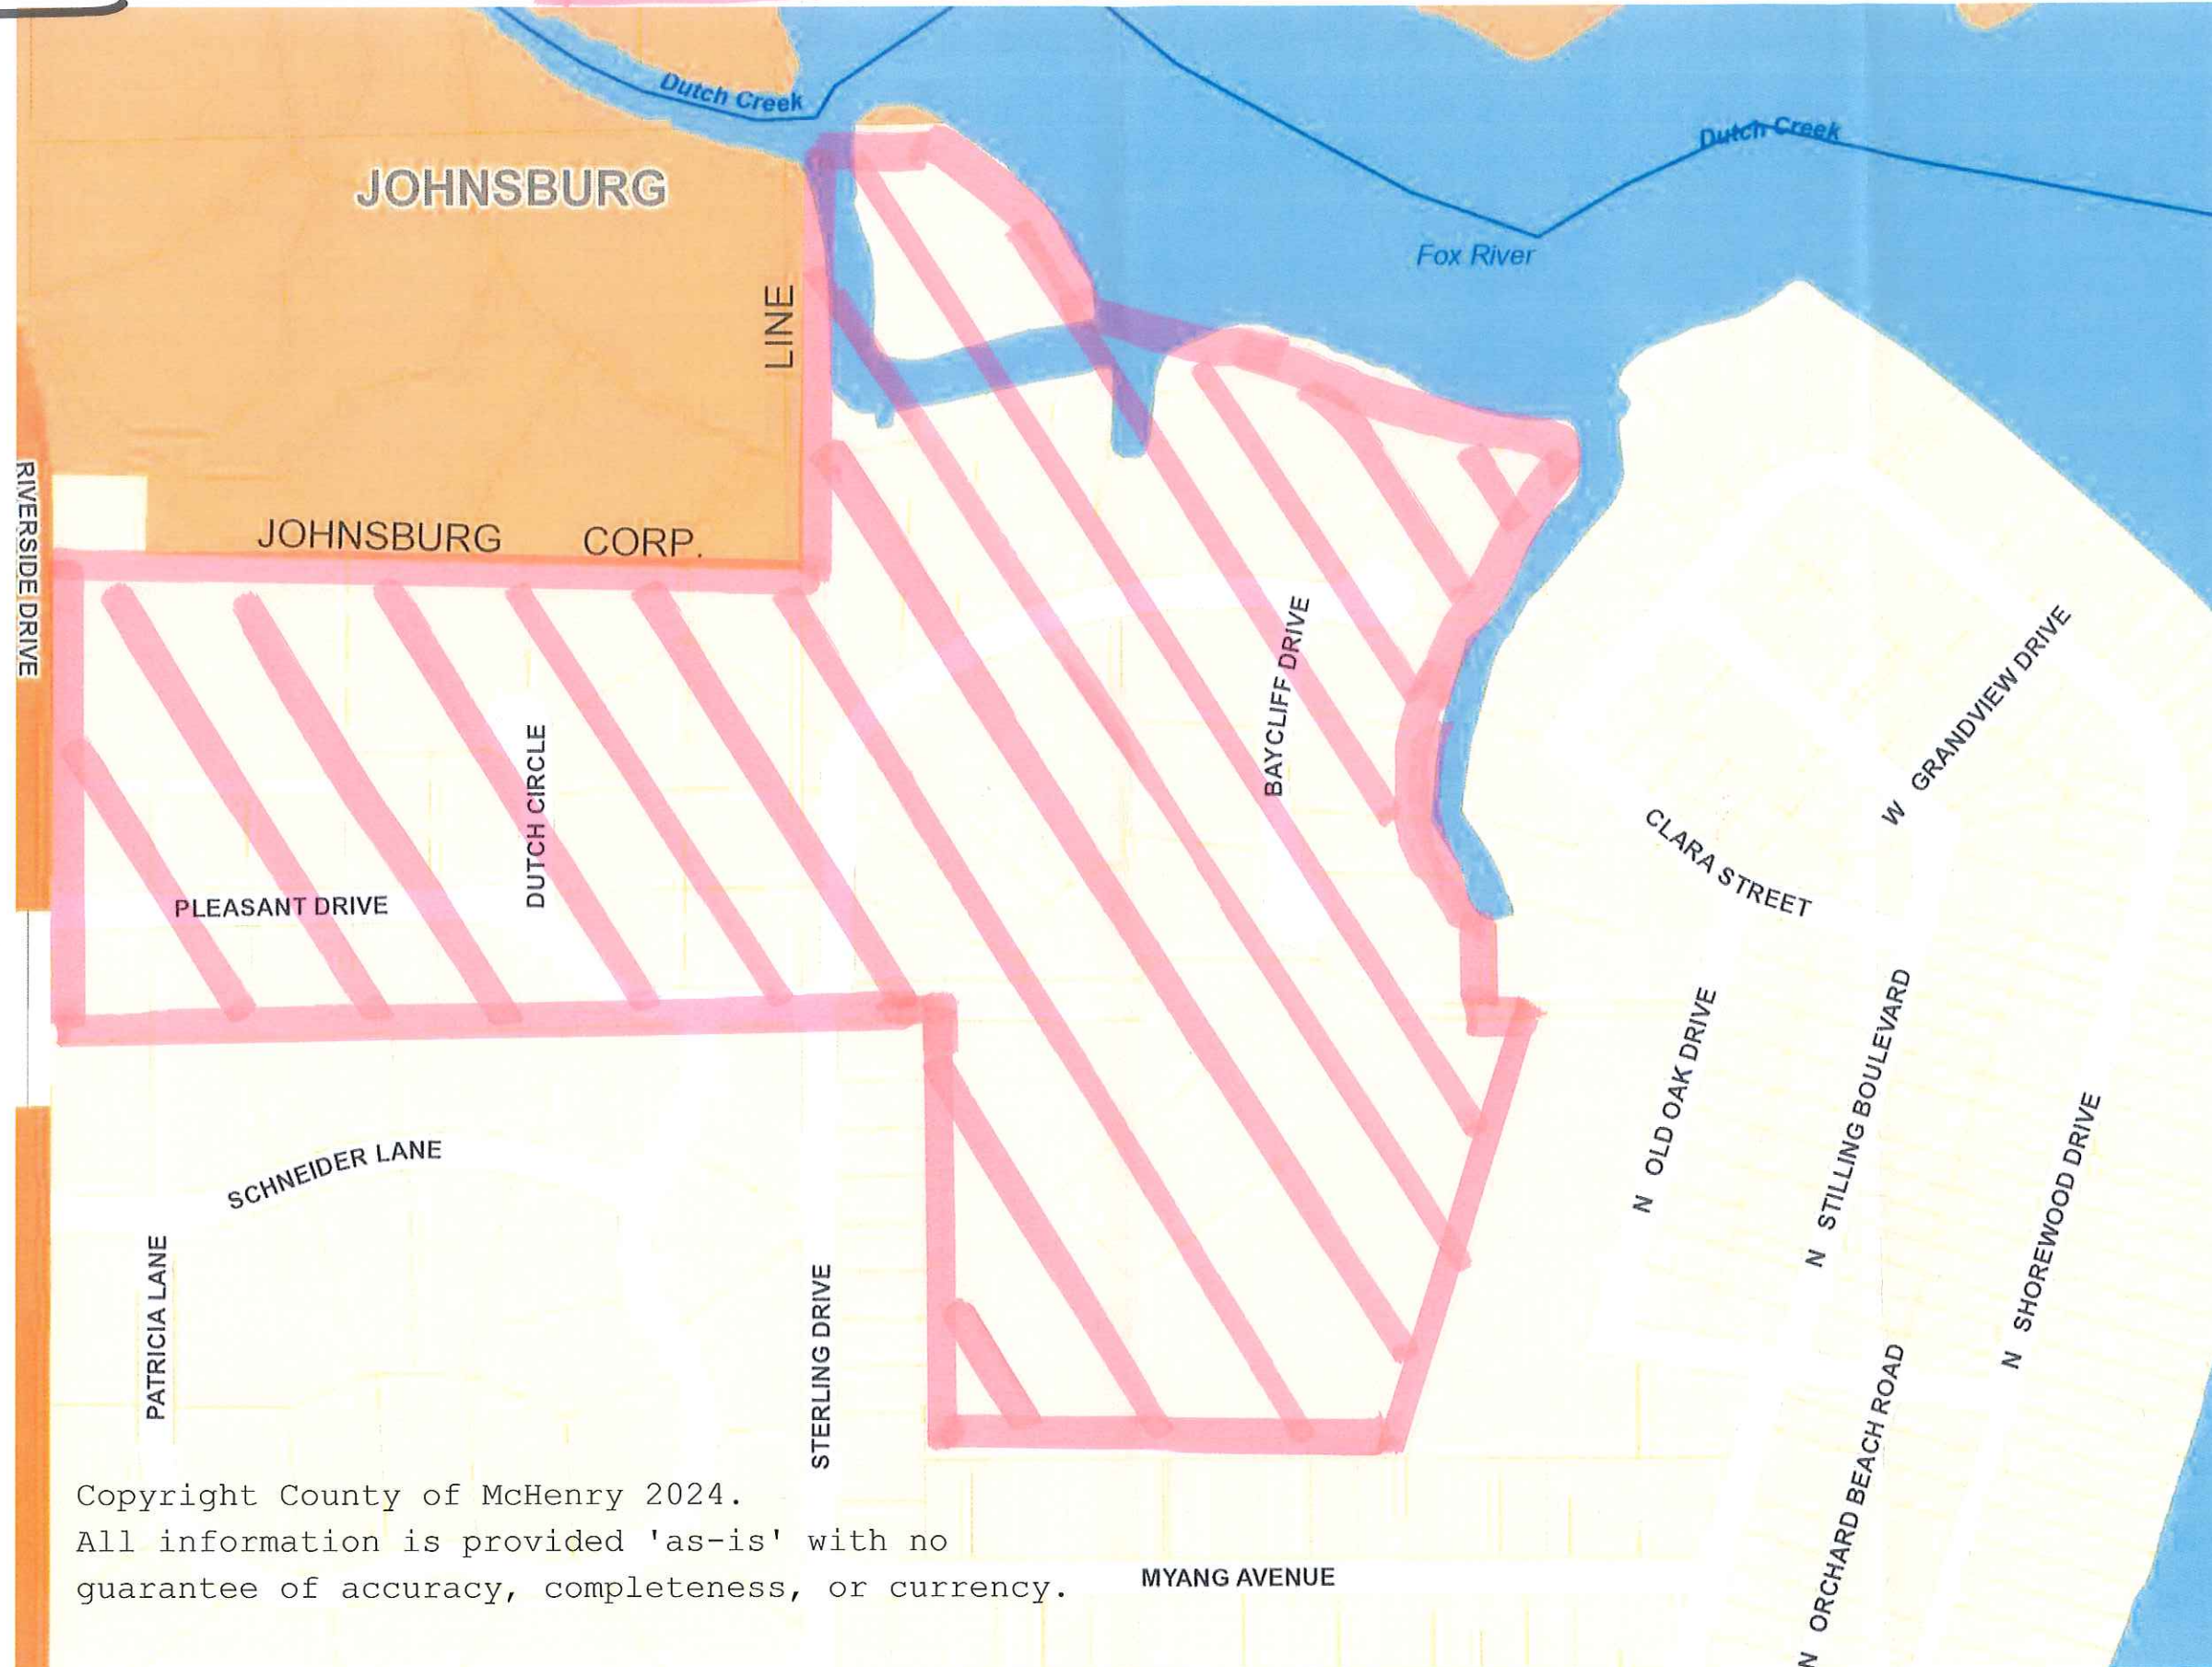 Dutch Creek
Dutch Creek
JOHNSBURG
Fox River
LINE
JOHNSBURG CORP.
RIVERSIDE DRIVE
BAYCLIFF DRIVE
W GRANDVIEW DRIVE
DUTCH CIRCLE
CLARA STREET
PLEASANT DRIVE
N OLD OAK DRIVE
N STILLING BOULEVARD
N SHOREWOOD DRIVE
SCHNEIDER LANE
PATRICIA LANE
STERLING DRIVE
N ORCHARD BEACH ROAD
Copyright County of McHenry 2024.
All information is provided 'as-is' with no
guarantee of accuracy, completeness, or currency.
MYANG AVENUE